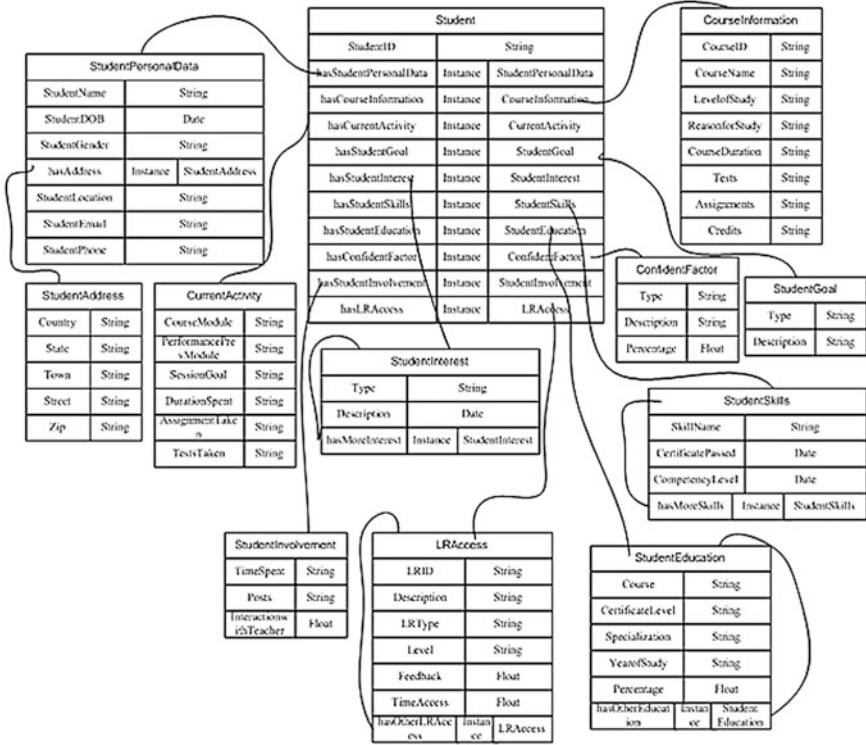 Student
StudentID String
hasStudentPersonalData Instance StudentPersonalData
hasCourseInformation Instance CourseInformation
hasCurrentActivity Instance CurrentActivity
hasStudentGoal Instance StudentGoal
hasStudentInterest Instance StudentInterest
hasStudentSkills Instance StudentSkills
hasStudentEducation Instance StudentEducation
hasConfidentFactor Instance ConfidentFactor
hasStudentInvolvement Instance StudentInvolvement
hasLRAccess Instance LRAccess
CourseInformation
CourseID String
CourseName String
LevelofStudy String
ReasonforStudy String
CourseDuration String
Tests String
Assignments String
Credits String
StudentPersonalData
StudentName String
StudentDOB Date
StudentGender String
hasAddress Instance StudentAddress
StudentLocation String
StudentEmail String
StudentPhone String
StudentAddress
Country String
State String
Town String
Street String
Zip String
CurrentActivity
CourseModule String
PerformancePre
vModule String
SessionGoal String
DurationSpent String
AssignmentTake
n String
TestsTaken String
ConfidentFactor
Type String
Description String
Percentage Float
StudentGoal
Type String
Description String
StudentInterest
Type String
Description Date
hasMoreInterest Instance StudentInterest
StudentSkills
SkillName String
CertificatePassed Date
CompetencyLevel Date
hasMoreSkills Instance StudentSkills
StudentInvolvement
TimeSpent String
Posts String
Interactionw
ithTeacher Float
LRAccess
LRID String
Description String
LRType String
Level String
Feedback Float
TimeAccess Float
hasOtherLRAcc
ess Instan
ce LRAccess
StudentEducation
Course String
CertificateLevel String
Specialization String
YearofStudy String
Percentage Float
hasOtherEducat
ion Instan
ce Student
Education